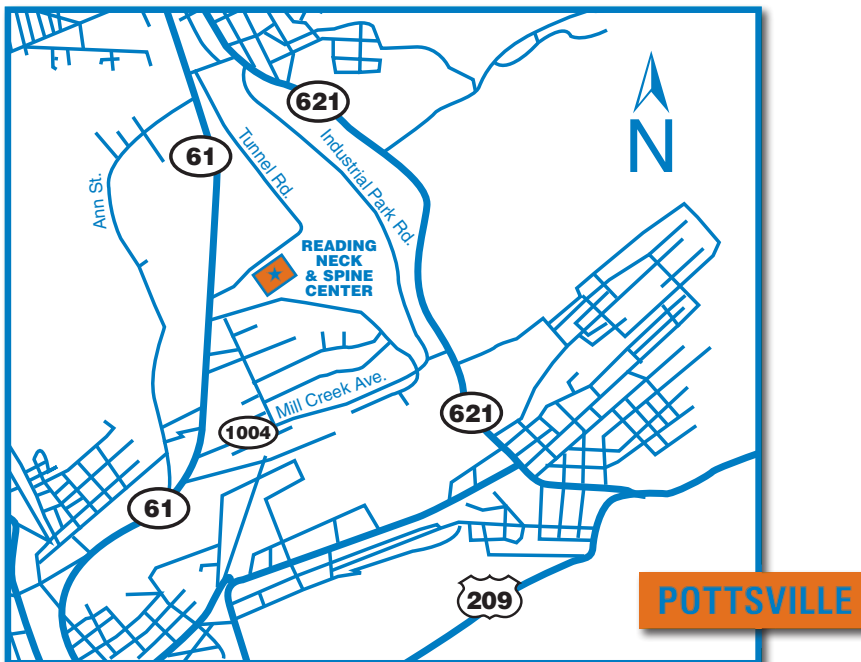 621
61
Tunnel Rd.
Industrial Park Rd.
N
Ann St.
READING
NECK
& SPINE
CENTER
Mill Creek Ave.
621
1004
61
209
POTTSVILLE